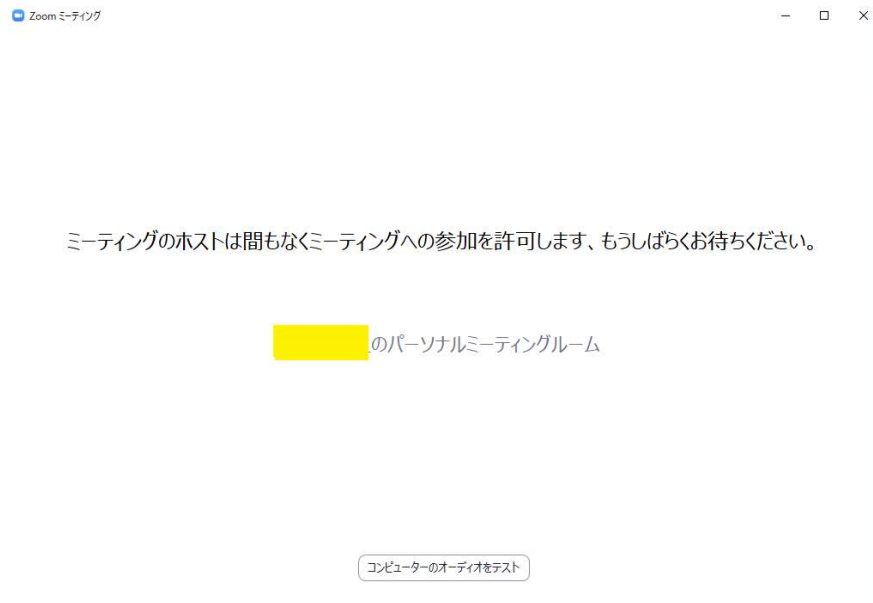 Zoom ミーティング
ミーティングのホストは間もなくミーティングへの参加を許可します、もうしばらくお待ちください。
のパーソナルミーティングルーム
コンピューターのオーディオをテスト